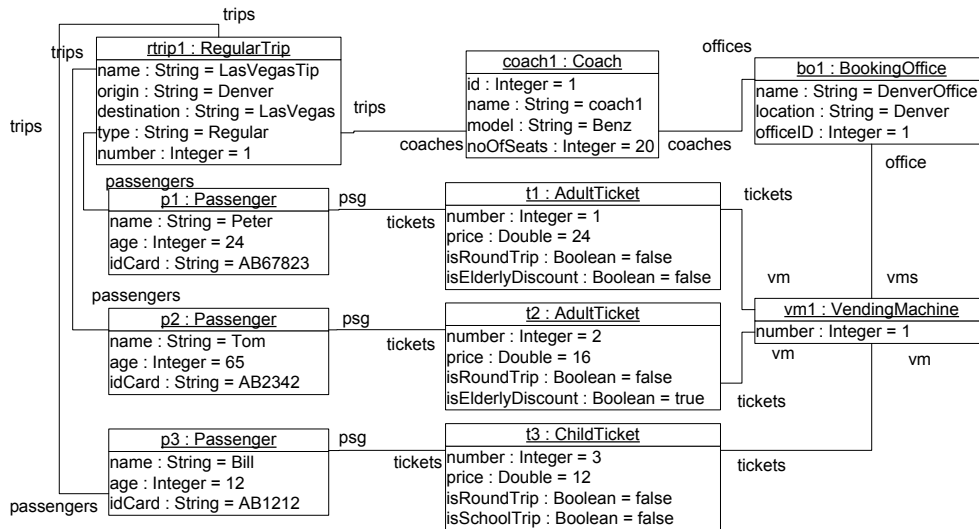 trips
trips
trips
rtrip1 : RegularTrip
name : String = LasVegasTip
origin : String = Denver
destination : String = LasVegas
type : String = Regular
number : Integer = 1
trips
coaches
coach1 : Coach
id : Integer = 1
name : String = coach1
model : String = Benz
noOfSeats : Integer = 20
offices
coaches
bo1 : BookingOffice
name : String = DenverOffice
location : String = Denver
officeID : Integer = 1
office
passengers
p1 : Passenger
name : String = Peter
age : Integer = 24
idCard : String = AB67823
psg
tickets
t1 : AdultTicket
number : Integer = 1
price : Double = 24
isRoundTrip : Boolean = false
isElderlyDiscount : Boolean = false
tickets
vm
vms
passengers
p2 : Passenger
name : String = Tom
age : Integer = 65
idCard : String = AB2342
psg
tickets
t2 : AdultTicket
number : Integer = 2
price : Double = 16
isRoundTrip : Boolean = false
isElderlyDiscount : Boolean = true
vm1 : VendingMachine
number : Integer = 1
vm
vm
tickets
p3 : Passenger
name : String = Bill
age : Integer = 12
idCard : String = AB1212
passengers
psg
tickets
t3 : ChildTicket
number : Integer = 3
price : Double = 12
isRoundTrip : Boolean = false
isSchoolTrip : Boolean = false
tickets